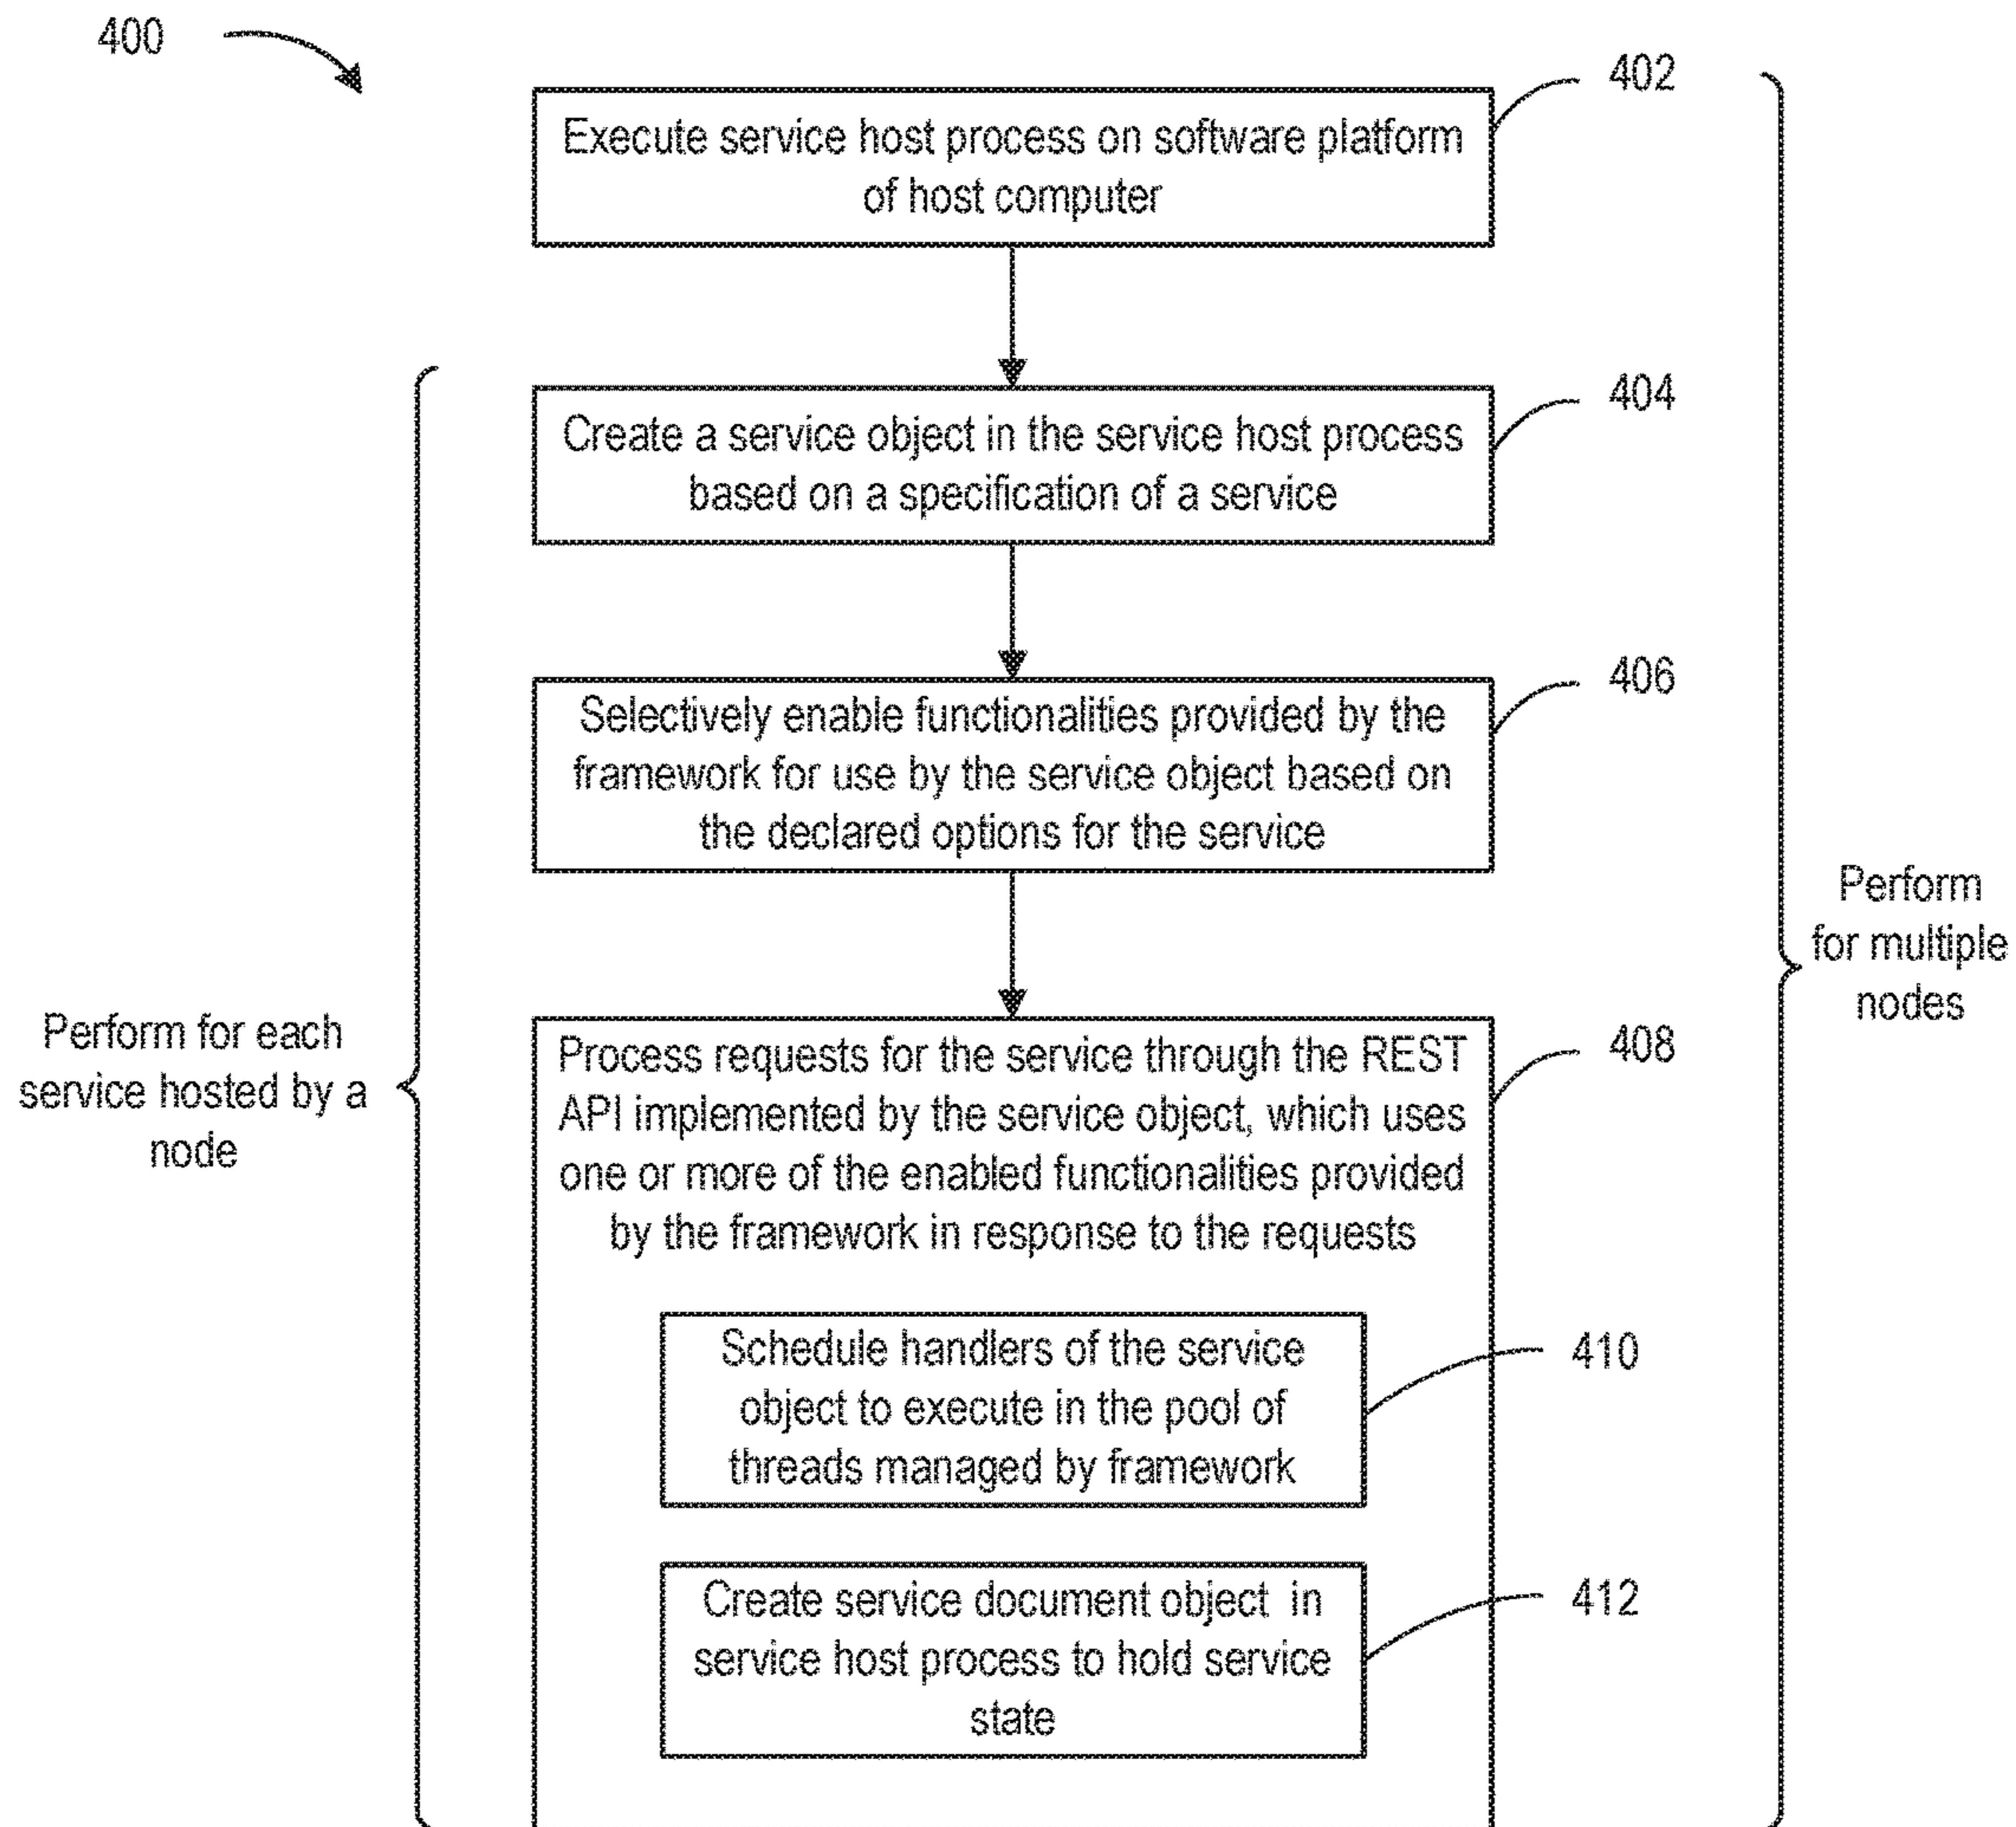 400
402
Execute service host process on software platform
of host computer
404
Create a service object in the service host process
based on a specification of a service
406
Selectively enable functionalities provided by the
framework for use by the service object based on
the declared options for the service
Perform
for multiple
nodes
Perform for each
service hosted by a
node
408
Process requests for the service through the REST
API implemented by the service object, which uses
one or more of the enabled functionalities provided
by the framework in response to the requests
410
Schedule handlers of the service
object to execute in the pool of
threads managed by framework
412
Create service document object in
service host process to hold service
state